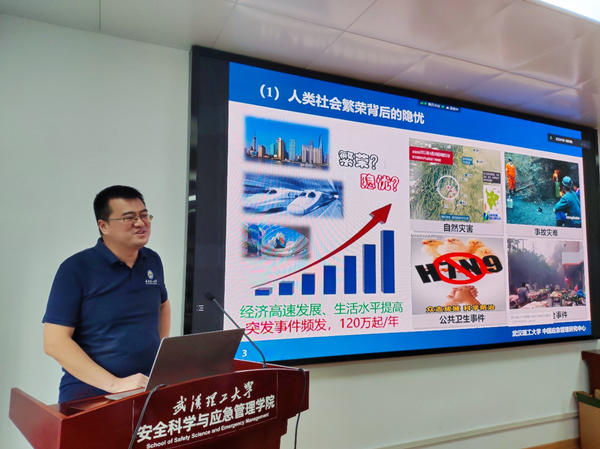 （1）人类社会繁荣背后的隐忧
繁荣?
隐忧?
自然灾害
事故灾难
H7N9
公共卫生事件
经济高速发展、生活水平提高
突发事件频发，120万起/年
3
武汉理工大学 中国应急管理研究中心
武汉理工大学
安全科学与应急管理学院
School of Safety Science and Emergency Management